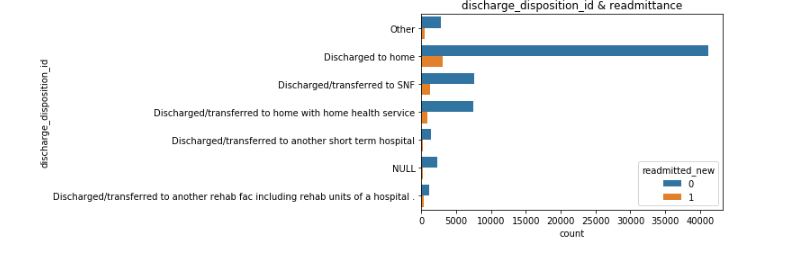 discharge_disposition_id & readmittance
discharge_disposition_id
Other
Discharged to home
Discharged/transferred to SNF
Discharged/transferred to home with home health service
Discharged/transferred to another short term hospital
NULL
Discharged/transferred to another rehab fac including rehab units of a hospital .
readmitted_new
0
1
0 5000 10000 15000 20000 25000 30000 35000 40000
count